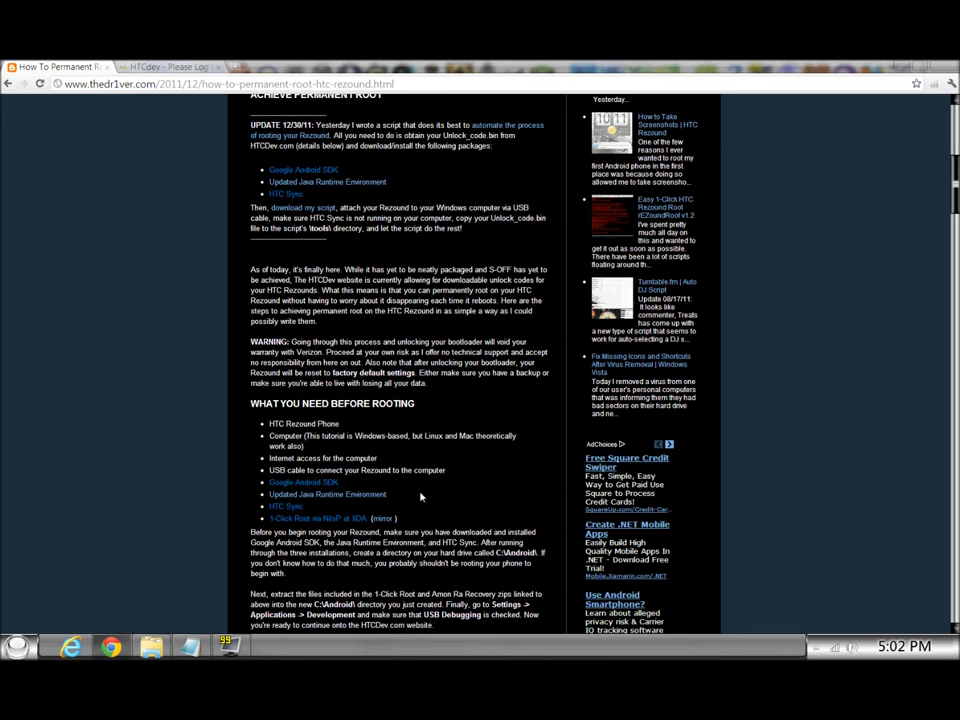 How To Permanent Ro
HTCdev - Please Log
www.thedr1ver.com/2011/12/how-to-permanent-root-htc-rezound.html
ACHIEVE PERMANENT ROOT
UPDATE 12/30/11: Yesterday I wrote a script that does its best to automate the process
of rooting your Rezound. All you need to do is obtain your Unlock_code.bin from
HTCDev.com (details below) and download/install the following packages:
Google Android SDK
Updated Java Runtime Environment
HTC Sync
Then, download my script, attach your Rezound to your Windows computer via USB
cable, make sure HTC Sync is not running on your computer, copy your Unlock_code.bin
file to the script's \tools\ directory, and let the script do the rest!
As of today, it's finally here. While it has yet to be neatly packaged and S-OFF has yet to
be achieved, The HTCDev website is currently allowing for downloadable unlock codes for
your HTC Rezounds. What this means is that you can permanently root on your HTC
Rezound without having to worry about it disappearing each time it reboots. Here are the
steps to achieving permanent root on the HTC Rezound in as simple a way as I could
possibly write them.
WARNING: Going through this process and unlocking your bootloader will void your
warranty with Verizon. Proceed at your own risk as I offer no technical support and accept
no responsibility from here on out. Also note that after unlocking your bootloader, your
Rezound will be reset to factory default settings. Either make sure you have a backup or
make sure you're able to live with losing all your data.
WHAT YOU NEED BEFORE ROOTING
HTC Rezound Phone
Computer (This tutorial is Windows-based, but Linux and Mac theoretically
work also)
Internet access for the computer
USB cable to connect your Rezound to the computer
Google Android SDK
Updated Java Runtime Environment
HTC Sync
1-Click Root via NilsP at XDA (mirror )
Before you begin rooting your Rezound, make sure you have downloaded and installed
Google Android SDK, the Java Runtime Environment, and HTC Sync. After running
through the three installations, create a directory on your hard drive called C:\Android\. If
you don't know how to do that much, you probably shouldn't be rooting your phone to
begin with.
Next, extract the files included in the 1-Click Root and Amon Ra Recovery zips linked to
above into the new C:\Android\ directory you just created. Finally, go to Settings ->
Applications -> Development and make sure that USB Debugging is checked. Now
you're ready to continue onto the HTCDev.com website.
Yesterday...
How to Take
Screenshots | HTC
Rezound
One of the few
reasons I ever
wanted to root my
first Android phone in the first
place was because doing so
allowed me to take screensho...
Easy 1-Click HTC
Rezound Root
rEZoundRoot v1.2
I've spent pretty
much all day on
this and wanted to
get it out as soon as possible.
There have been a lot of scripts
floating around th...
Turntable.fm | Auto
DJ Script
Update 08/17/11:
It looks like
commenter, Treats
has come up with
a new type of script that seems to
work for auto-selecting a DJ s...
Fix Missing Icons and Shortcuts
After Virus Removal | Windows
Vista
Today I removed a virus from one
of our user's personal computers
that was informing them they had
bad sectors on their hard drive
and ne...
AdChoices
Free Square Credit
Swiper
Fast, Simple, Easy
Way to Get Paid Use
Square to Process
Credit Cards!
SquareUp.com/Credit-Car...
Create .NET Mobile
Apps
Easily Build High
Quality Mobile Apps In
.NET - Download Free
Trial!
Mobile.Xamarin.com/.NET
Use Android
Smartphone?
Learn about alleged
privacy risk & Carrier
IQ tracking software
99
5:02 PM